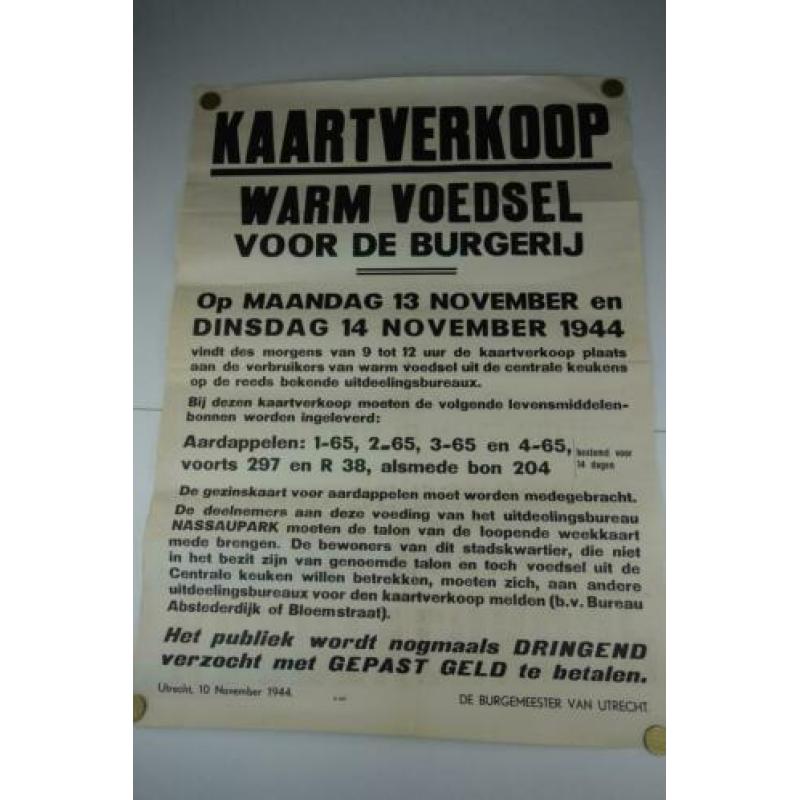 KAARTVERKOOP
WARM VOEDSEL
VOOR DE BURGERIJ
Op MAANDAG 13 NOVEMBER en
DINSDAG 14 NOVEMBER 1944
vindt des morgens van 9 tot 12 uur de kaartverkoop plaats
aan de verbruikers van warm voedsel uit de centrale keukens
op de reeds bekende uitdeelingsbureaux.
Bij dezen kaartverkoop moeten de volgende levensmiddelen-
bonnen worden ingeleverd:
Aardappelen: 1-65, 2-65, 3-65 en 4-65, bestemd voor
voorts 297 en R 38, alsmede bon 204 14 dagen
De gezinskaart voor aardappelen moet worden medegebracht.
De deelnemers aan deze voeding van het uitdeelingsbureau
NASSAUPARK moeten de talon van de loopende weekkaart
mede brengen. De bewoners van dit stadskwartier, die niet
in het bezit zijn van genoemde talon en toch voedsel uit de
Centrale keuken willen betrekken, moeten zich, aan andere
uitdeelingsbureaux voor den kaartverkoop melden (b.v. Bureau
Abstederdijk of Bloemstraat).
Het publiek wordt nogmaals DRINGEND
verzocht met GEPAST GELD te betalen.
Utrecht, 10 November 1944.
DE BURGEMEESTER VAN UTRECHT